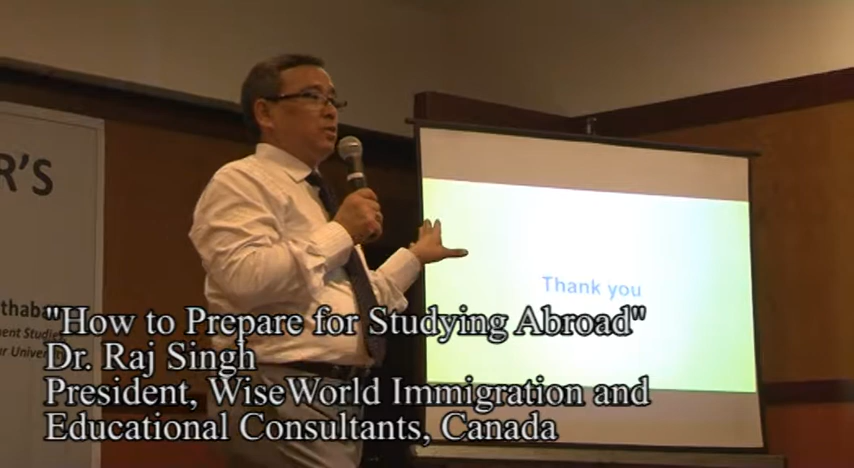 R'S
Thank you
"How to Prepare for Studying Abroad"
Dr. Raj Singh
President, WiseWorld Immigration and
Educational Consultants, Canada